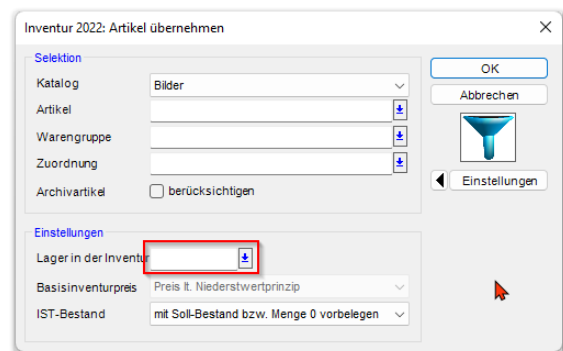 Inventur 2022: Artikel übernehmen
Selektion
Katalog Bilder
Artikel
Warengruppe
Zuordnung
Archivartikel berücksichtigen
OK
Abbrechen
Einstellungen
Einstellungen
Lager in der Inventur
Basisinventurpreis Preis lt. Niederstwertprinzip
IST-Bestand mit Soll-Bestand bzw. Menge 0 vorbelegen